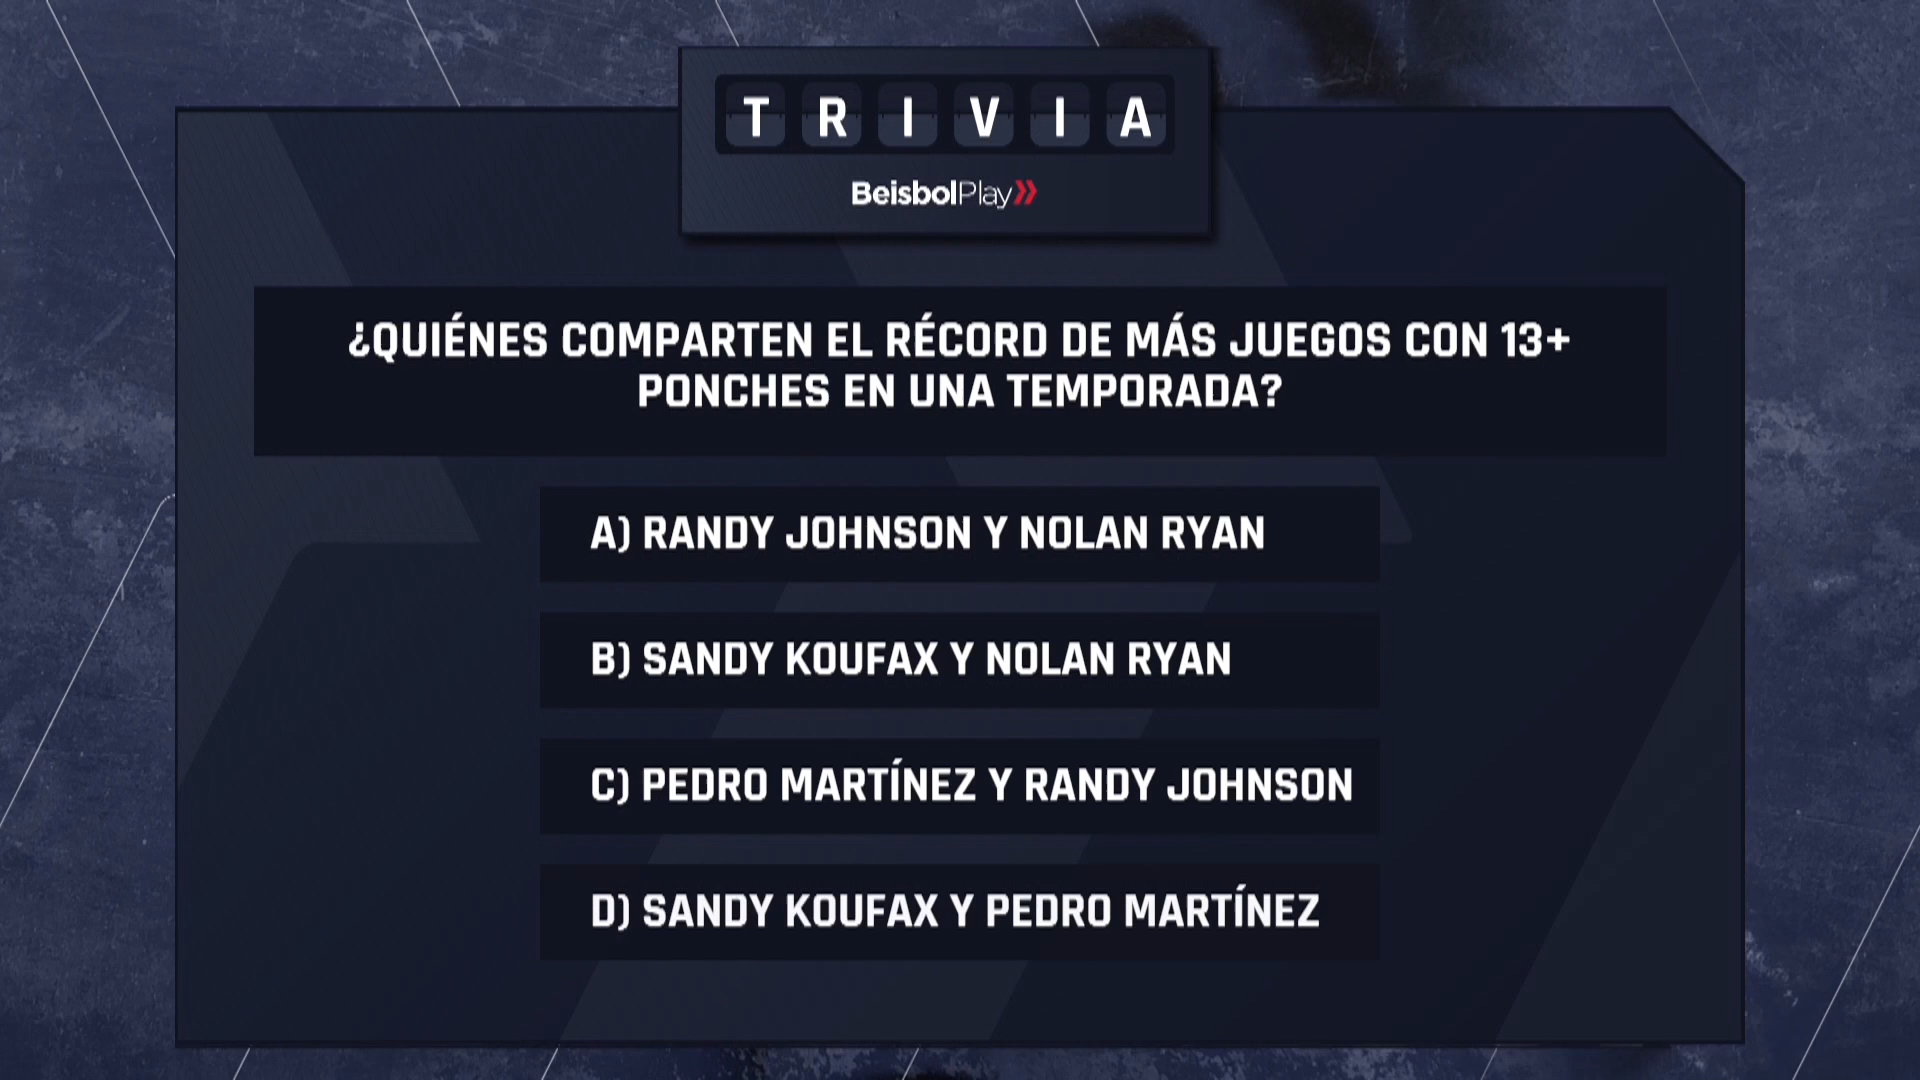 TRIVIA
BeisbolPlay
¿QUIÉNES COMPARTEN EL RÉCORD DE MÁS JUEGOS CON 13+
PONCHES EN UNA TEMPORADA?
A) RANDY JOHNSON Y NOLAN RYAN
B) SANDY KOUFAX Y NOLAN RYAN
C) PEDRO MARTÍNEZ Y RANDY JOHNSON
D) SANDY KOUFAX Y PEDRO MARTÍNEZ